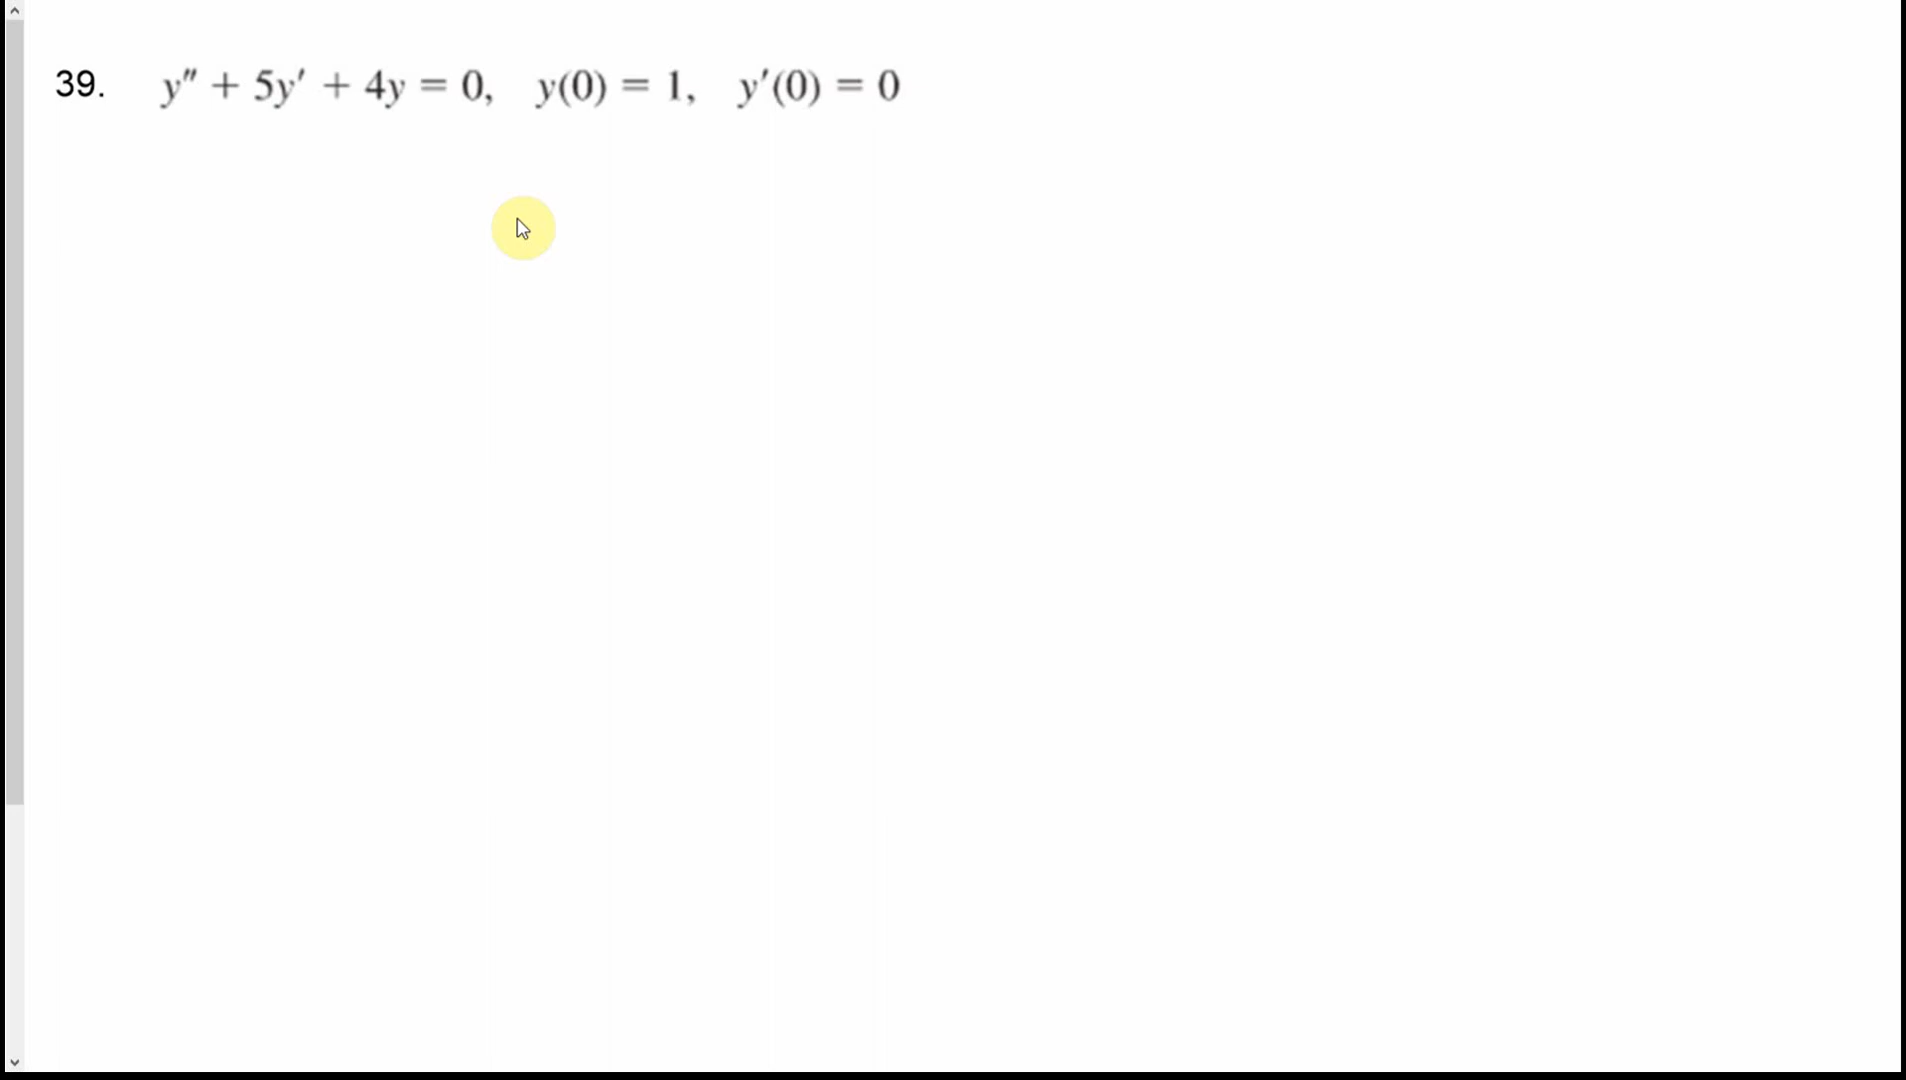 39. y″ + 5y′ + 4y = 0, y(0) = 1, y′(0) = 0